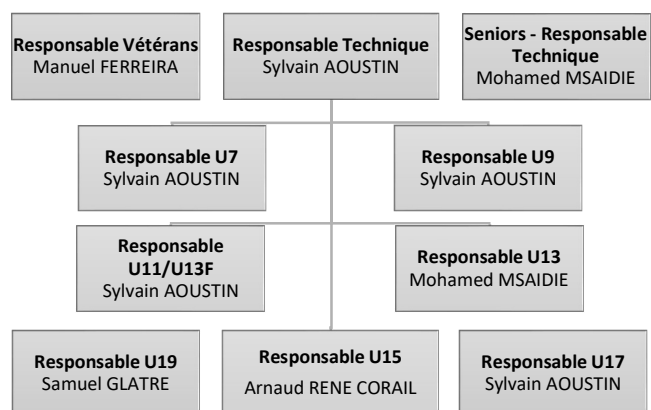 Responsable Vétérans
Manuel FERREIRA
Responsable Technique
Sylvain AOUSTIN
Seniors - Responsable
Technique
Mohamed MSAIDIE
Responsable U7
Sylvain AOUSTIN
Responsable U9
Sylvain AOUSTIN
Responsable
U11/U13F
Sylvain AOUSTIN
Responsable U13
Mohamed MSAIDIE
Responsable U19
Samuel GLATRE
Responsable U15
Arnaud RENE CORAIL
Responsable U17
Sylvain AOUSTIN